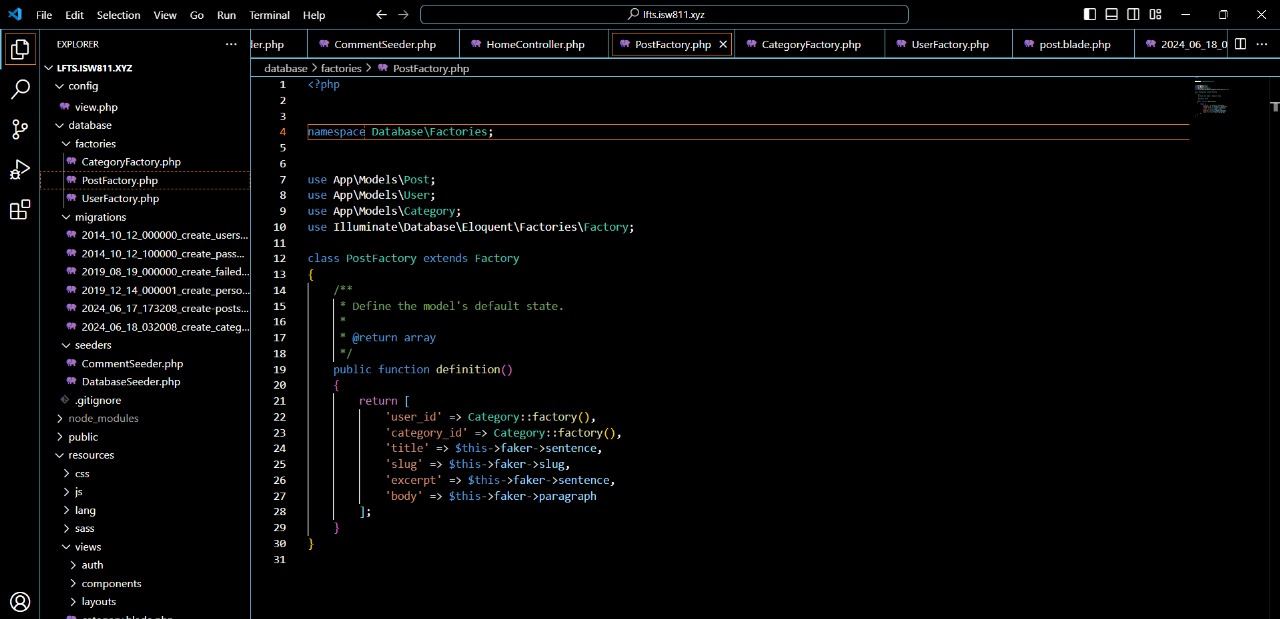 File Edit Selection View Go Run Terminal Help
lfts.isw811.xyz
EXPLORER
ler.php CommentSeeder.php HomeController.php PostFactory.php CategoryFactory.php UserFactory.php post.blade.php 2024_06_18_0
LFTS.ISW811.XYZ
config
view.php
database
factories
CategoryFactory.php
PostFactory.php
UserFactory.php
migrations
2014_10_12_000000_create_users...
2014_10_12_100000_create_pass...
2019_08_19_000000_create_failed...
2019_12_14_000001_create_perso...
2024_06_17_173208_create-posts...
2024_06_18_032008_create_categ...
seeders
CommentSeeder.php
DatabaseSeeder.php
.gitignore
node_modules
public
resources
css
js
lang
sass
views
auth
components
layouts
category.blade.php
database > factories > PostFactory.php
1 <?php
2
3
4 namespace Database\Factories;
5
6
7 use App\Models\Post;
8 use App\Models\User;
9 use App\Models\Category;
10 use Illuminate\Database\Eloquent\Factories\Factory;
11
12 class PostFactory extends Factory
13 {
14 /**
15 * Define the model's default state.
16 *
17 * @return array
18 */
19 public function definition()
20 {
21 return [
22 'user_id' => Category::factory(),
23 'category_id' => Category::factory(),
24 'title' => $this->faker->sentence,
25 'slug' => $this->faker->slug,
26 'excerpt' => $this->faker->sentence,
27 'body' => $this->faker->paragraph
28 ];
29 }
30 }
31